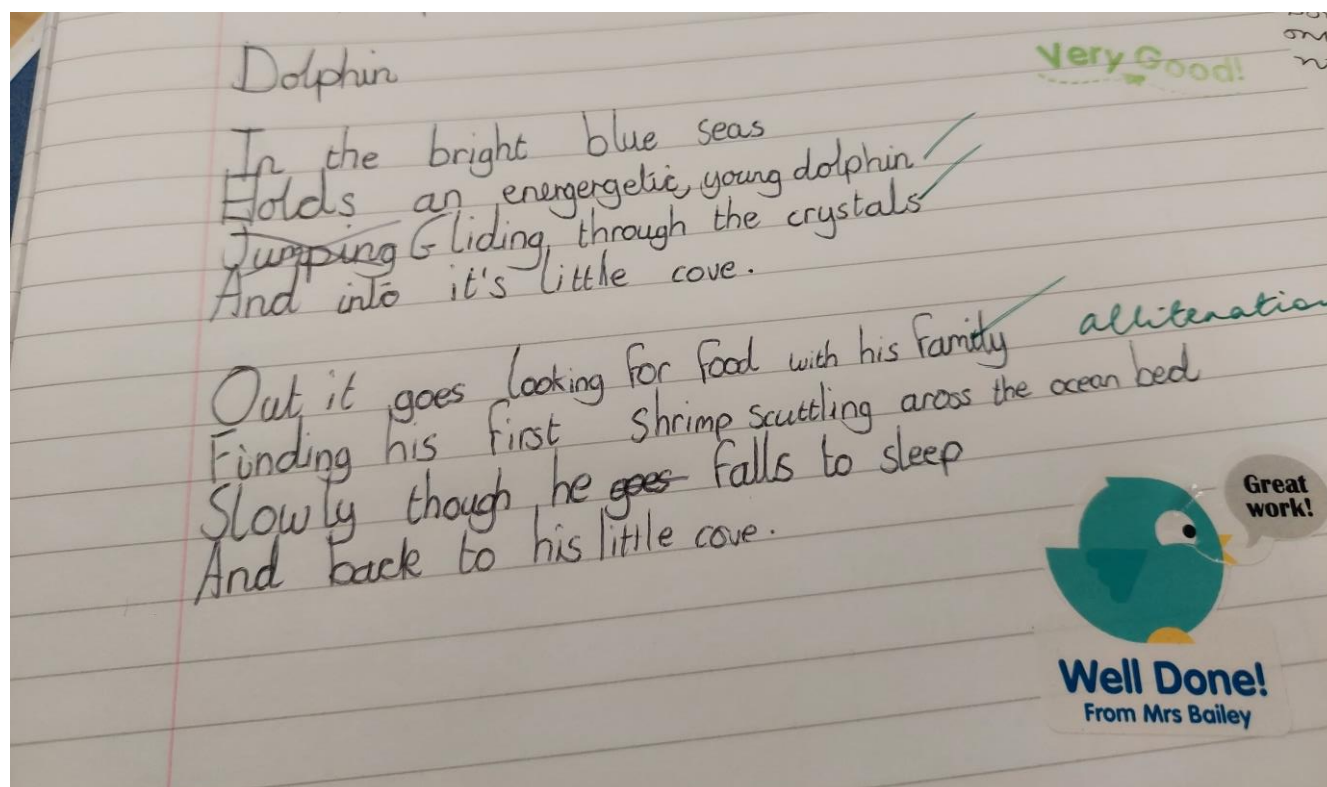 Dolphin
Very Good!
In the bright blue seas
Holds an energergetic, young dolphin
Jumping Gliding, through the crystals
And into it's little cove.
Out it goes looking for food with his family
alliteration
Finding his first shrimp scuttling aross the ocean bed
Slowly though he goes falls to sleep
And back to his little cove.
Great
work!
Well Done!
From Mrs Bailey